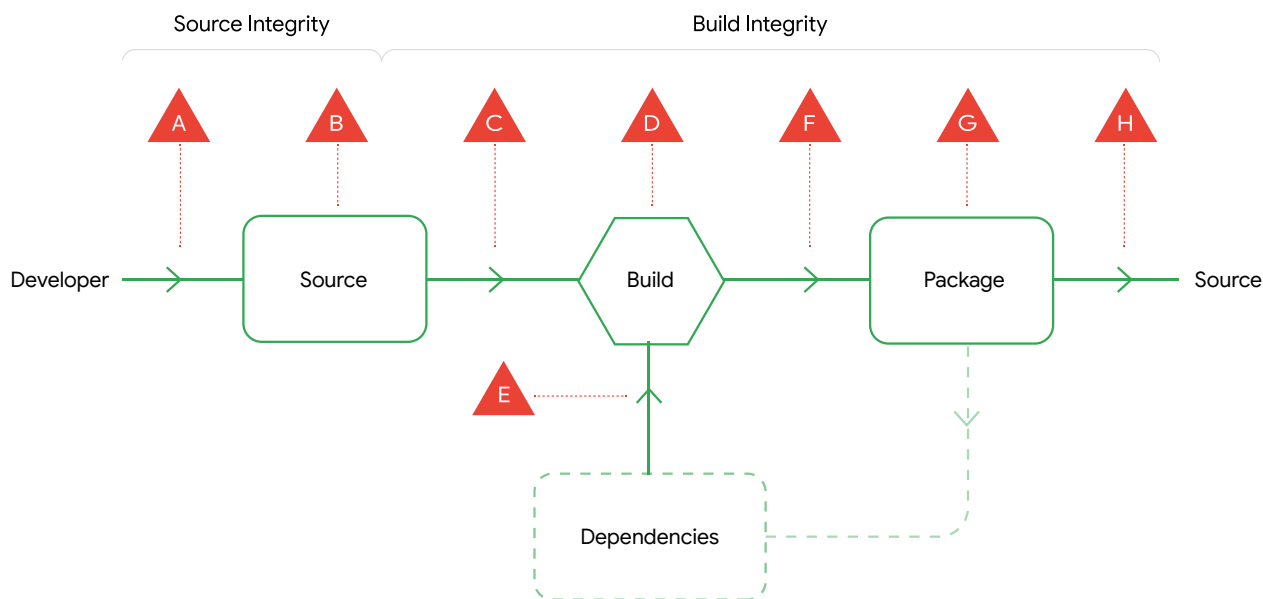 Source Integrity
Build Integrity
A
B
C
D
F
G
H
Developer
Source
Build
Package
Source
E
Dependencies